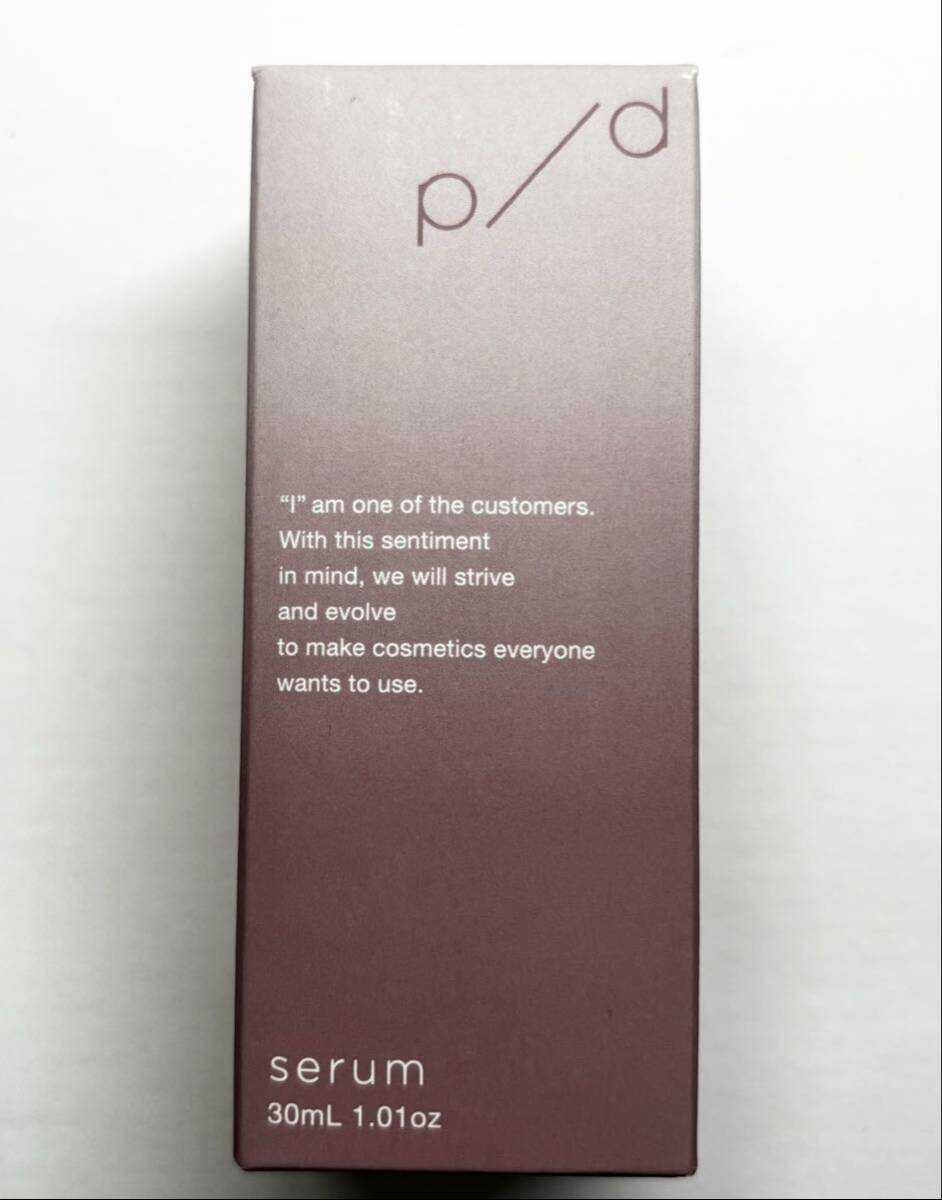 p/d
“I” am one of the customers.
With this sentiment
in mind, we will strive
and evolve
to make cosmetics everyone
wants to use.
serum
30mL 1.01oz